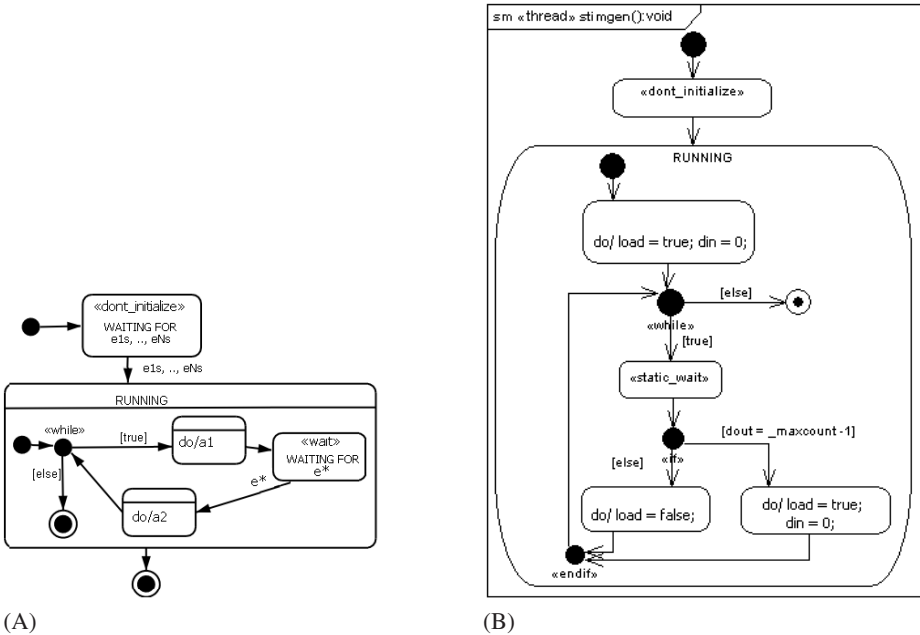 «dont_initialize»
WAITING FOR
e1s, .., eNs
e1s, .., eNs
RUNNING
«while»
[true]
do/a1
«wait»
WAITING FOR
e*
[else]
e*
do/a2
(A)
sm «thread» stimgen():void
«dont_initialize»
RUNNING
do/ load = true; din = 0;
[else]
«while»
[true]
«static_wait»
[dout = _maxcount -1]
«if»
[else]
do/ load = false;
do/ load = true;
din = 0;
«endif»
(B)